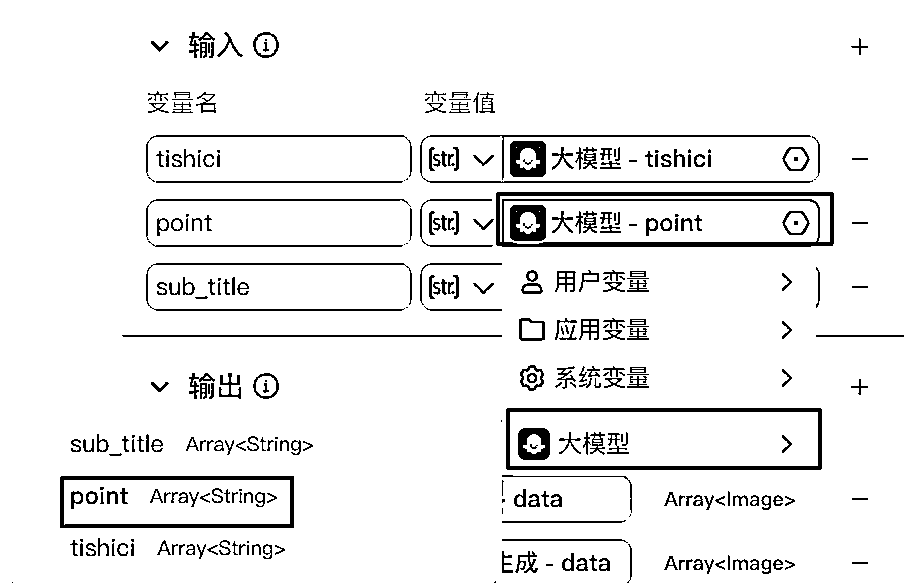 输入
变量名 变量值
tishici [str.] 大模型 - tishici
point [str.] 大模型 - point
sub_title [str.]
用户变量
应用变量
系统变量
大模型
输出
sub_title Array<String>
point Array<String>
tishici Array<String>
data Array<Image>
生成 - data Array<Image>